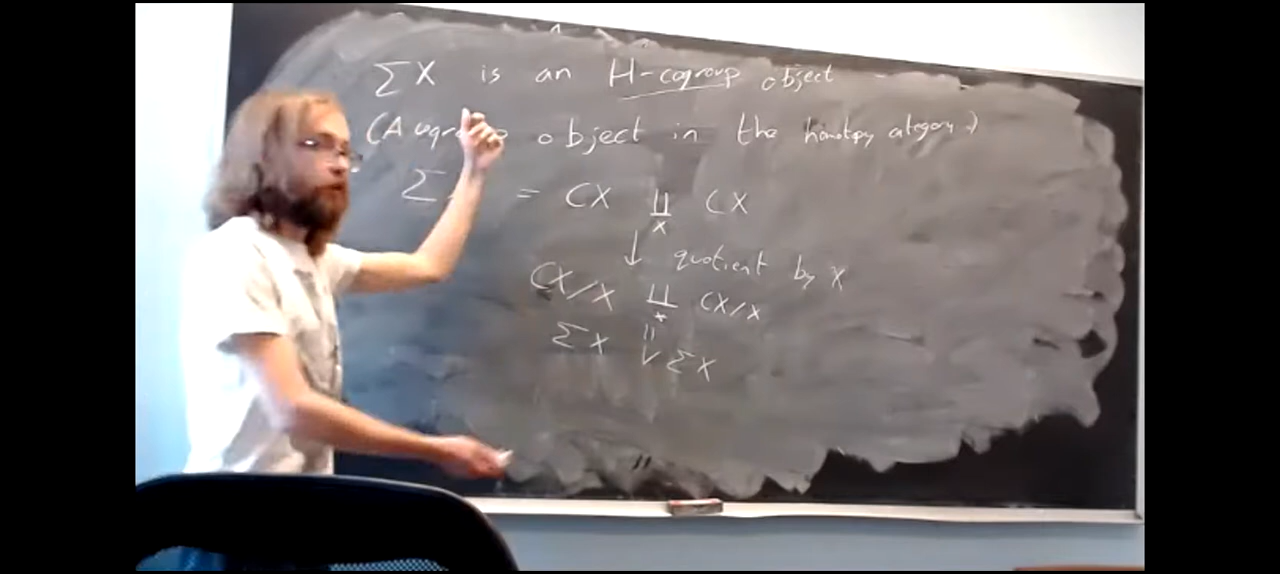 ΣX is an H-cogroup object
(A object in the homotopy category.)
Σ = CX ⨿ CX
X
↓ quotient by X
CX/X ⨿ CX/X
*
ΣX ∨ ΣX